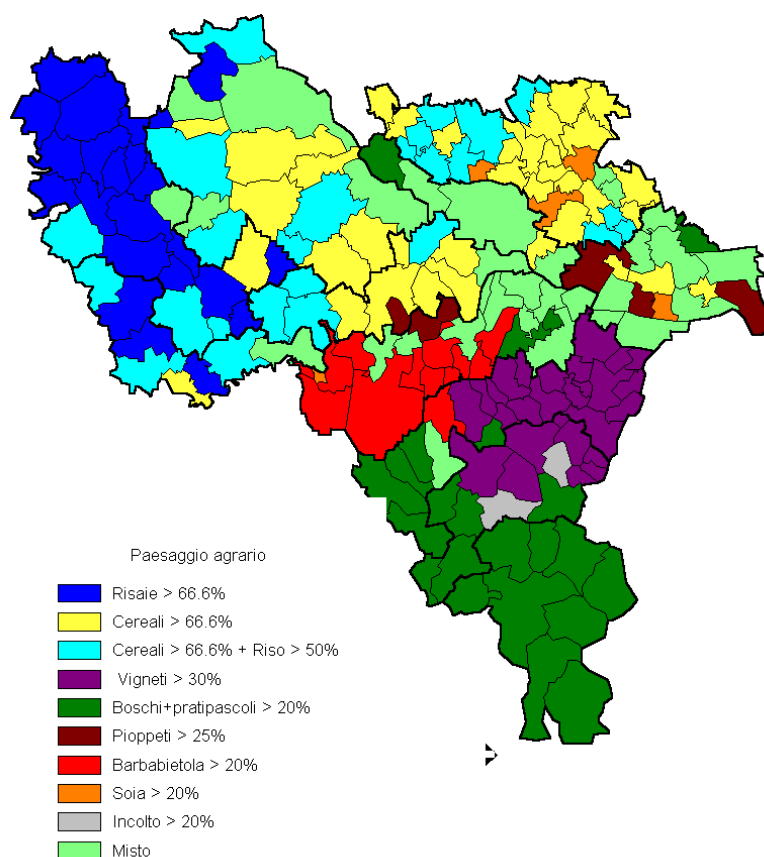 Paesaggio agrario
Risaie > 66.6%
Cereali > 66.6%
Cereali > 66.6% + Riso > 50%
Vigneti > 30%
Boschi+pratipascoli > 20%
Pioppeti > 25%
Barbabietola > 20%
Soia > 20%
Incolto > 20%
Misto